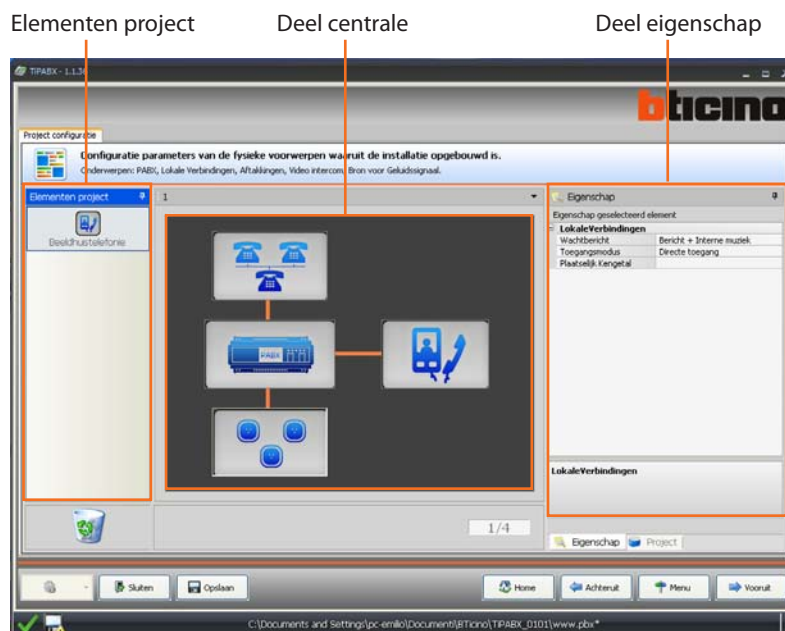 Elementen project Deel centrale Deel eigenschap
TiPABX - 1.1.36
bticino
Project configuratie
Configuratie parameters van de fysieke voorwerpen waaruit de installatie opgebouwd is.
Onderwerpen: PABX, Lokale Verbindingen, Aftakkingen, Video intercom, Bron voor Geluidssignaal.
Elementen project
1
Eigenschap
Beeldhuistelefonie
Eigenschap geselecteerd element
LokaleVerbindingen
Wachtbericht Bericht + Interne muziek
Toegangsmodus Directe toegang
Plaatselijk Kengetal
PABX
LokaleVerbindingen
1/4
Eigenschap Project
Sluiten Opslaan Home Achteruit Menu Vooruit
C:\Documents and Settings\pc-emilo\Documenti\BTicino\TiPABX_0101\www.pbx*